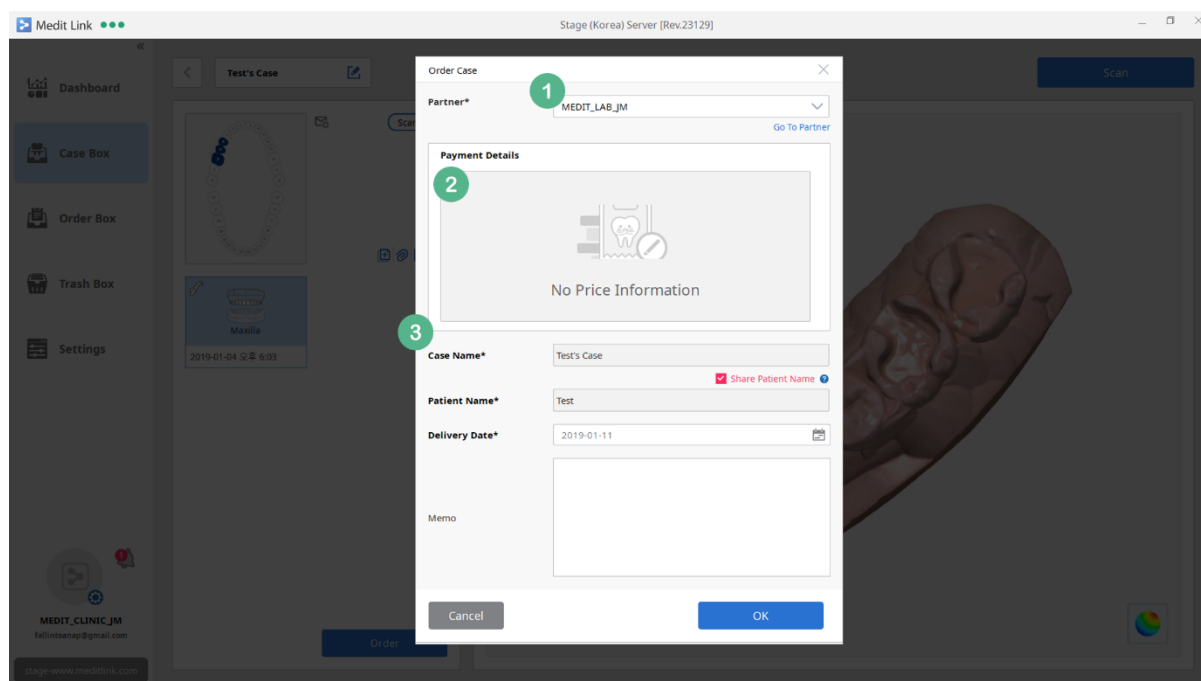 Medit Link
Stage (Korea) Server [Rev.23129]
Dashboard
Case Box
Order Box
Trash Box
Settings
1
MEDIT_CLINIC_JM
fallintoanap@gmail.com
stage-www.meditlink.com
Test's Case
Scan
Maxilla
2019-01-04 오후 6:03
Order
Order Case
1
Partner*
MEDIT_LAB_JM
Go To Partner
Payment Details
2
No Price Information
3
Case Name*
Test's Case
Share Patient Name ?
Patient Name*
Test
Delivery Date*
2019-01-11
Memo
Cancel
OK
Scan